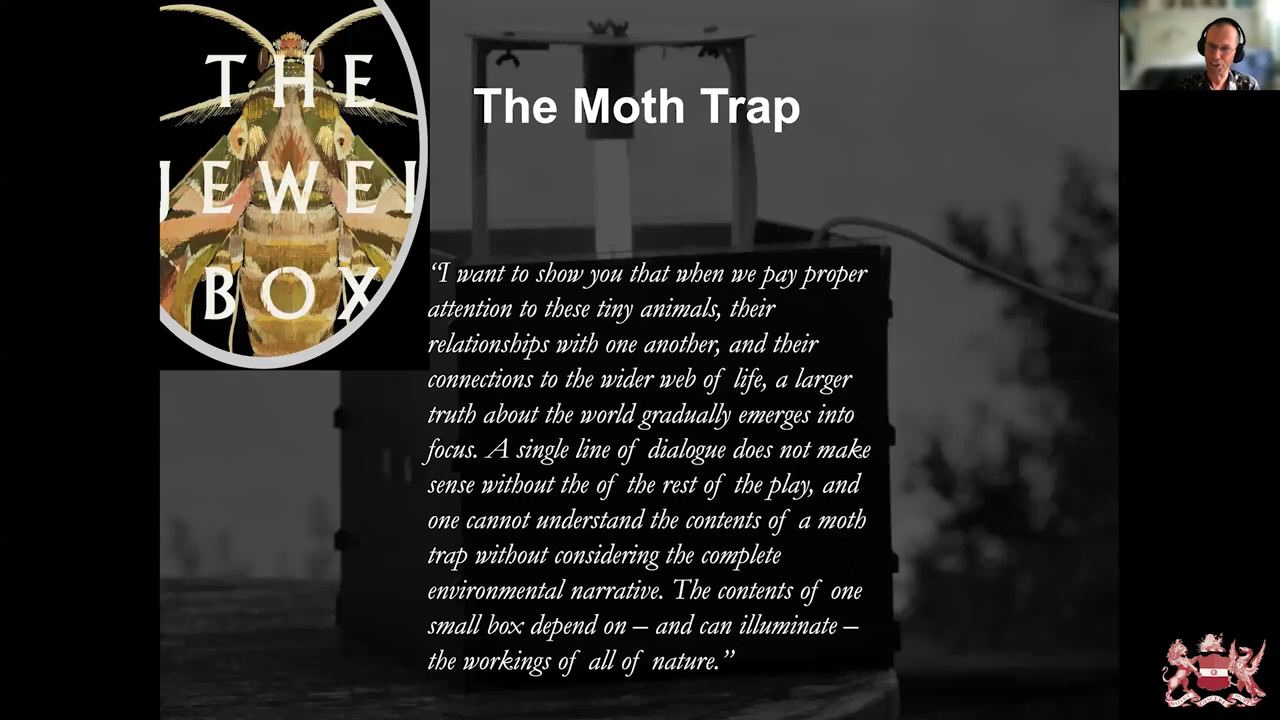 THE
JEWEL
BOX
The Moth Trap
“I want to show you that when we pay proper
attention to these tiny animals, their
relationships with one another, and their
connections to the wider web of life, a larger
truth about the world gradually emerges into
focus. A single line of dialogue does not make
sense without the of the rest of the play, and
one cannot understand the contents of a moth
trap without considering the complete
environmental narrative. The contents of one
small box depend on – and can illuminate –
the workings of all of nature.”